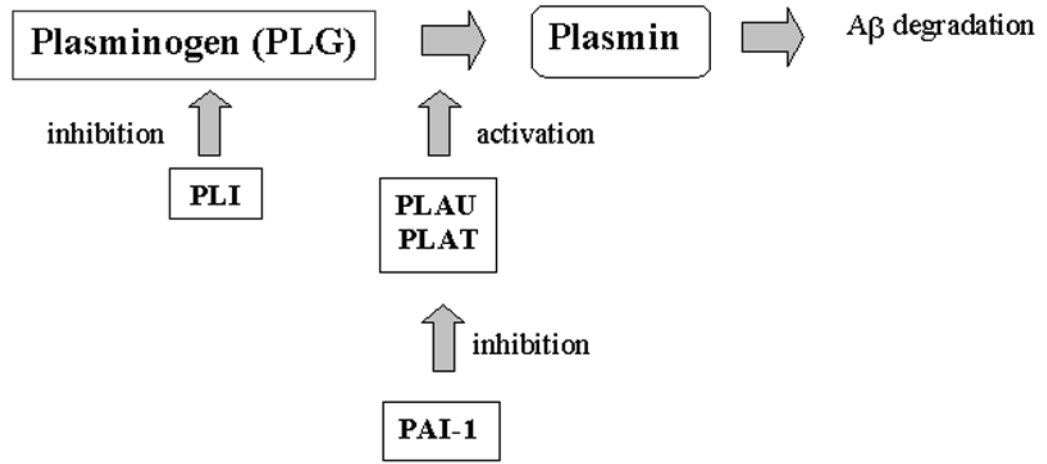 Plasminogen (PLG)
Plasmin
Aβ degradation
inhibition
activation
PLI
PLAU
PLAT
inhibition
PAI-1